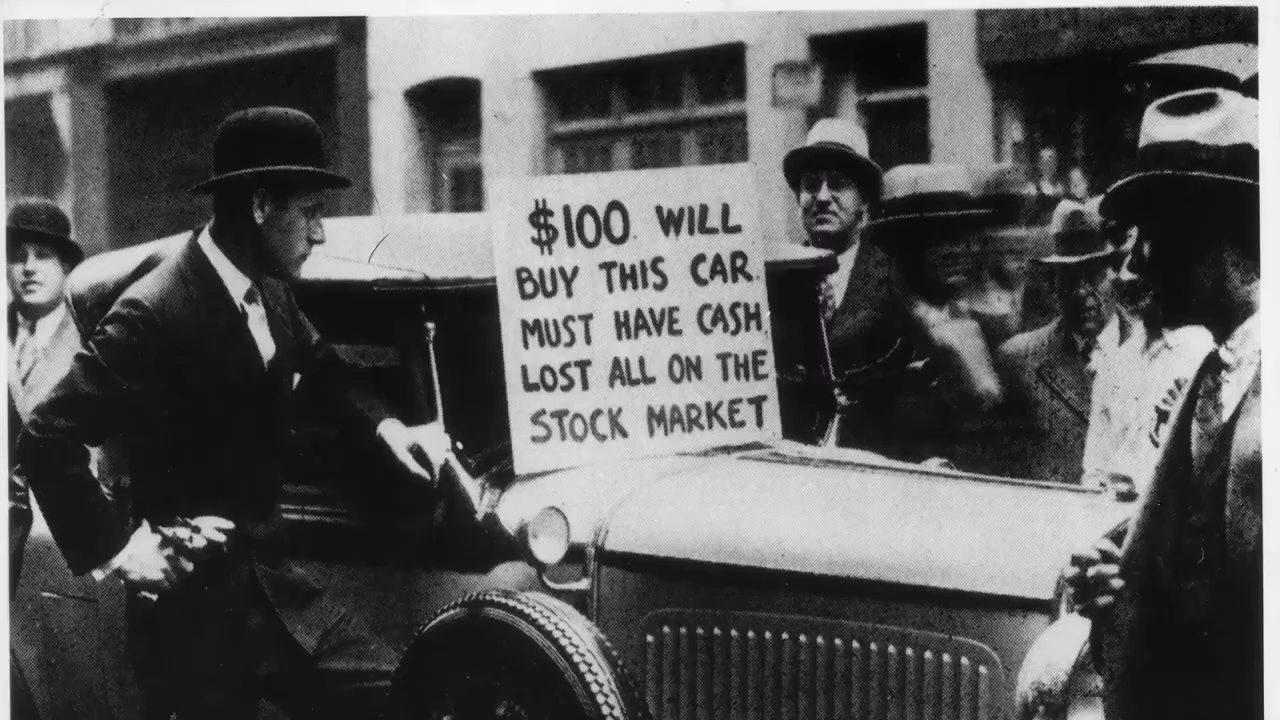 $100 WILL
BUY THIS CAR.
MUST HAVE CASH.
LOST ALL ON THE
STOCK MARKET